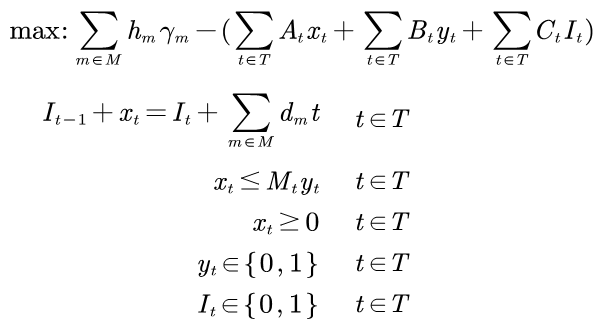 max: ∑_{m∈M} h_m γ_m − (∑_{t∈T} A_t x_t + ∑_{t∈T} B_t y_t + ∑_{t∈T} C_t I_t)
I_{t−1} + x_t = I_t + ∑_{m∈M} d_m t t∈T
x_t ≤ M_t y_t t∈T
x_t ≥ 0 t∈T
y_t ∈ {0,1} t∈T
I_t ∈ {0,1} t∈T